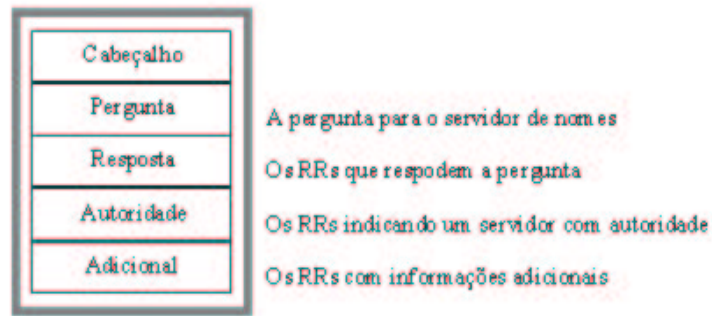 Cabeçalho
Pergunta
A pergunta para o servidor de nomes
Resposta
Os RRs que respodem a pergunta
Autoridade
Os RRs indicando um servidor com autoridade
Adicional
Os RRs com informações adicionais